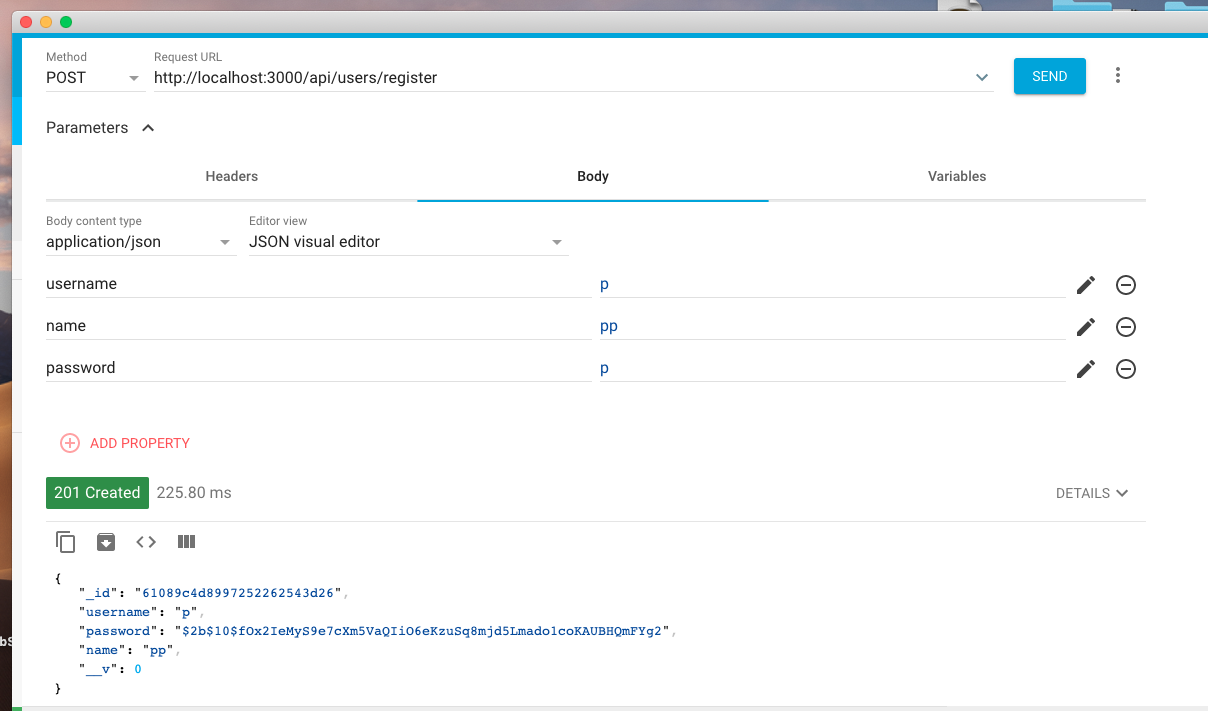 Method
Request URL
POST
http://localhost:3000/api/users/register
SEND
Parameters
Headers
Body
Variables
Body content type
Editor view
application/json
JSON visual editor
username
p
name
pp
password
p
ADD PROPERTY
201 Created
225.80 ms
DETAILS
{
"_id": "61089c4d8997252262543d26",
"username": "p",
"password": "$2b$10$fOx2IeMyS9e7cXm5VaQIiO6eKzuSq8mjd5Lmado1coKAUBHQmFYg2",
"name": "pp",
"__v": 0
}